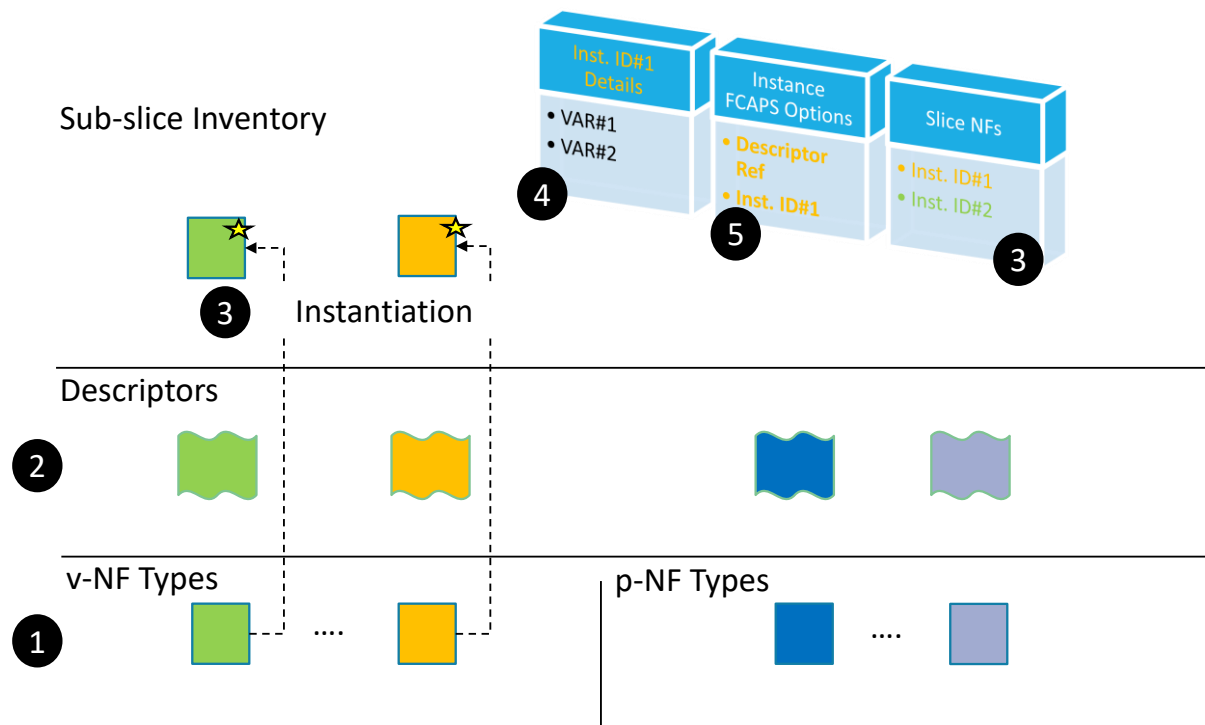 Sub-slice Inventory
Inst. ID#1
Details
• VAR#1
• VAR#2
4
Instance
FCAPS Options
• Descriptor
Ref
• Inst. ID#1
5
Slice NFs
• Inst. ID#1
• Inst. ID#2
3
3
Instantiation
Descriptors
2
v-NF Types
p-NF Types
1
....
....